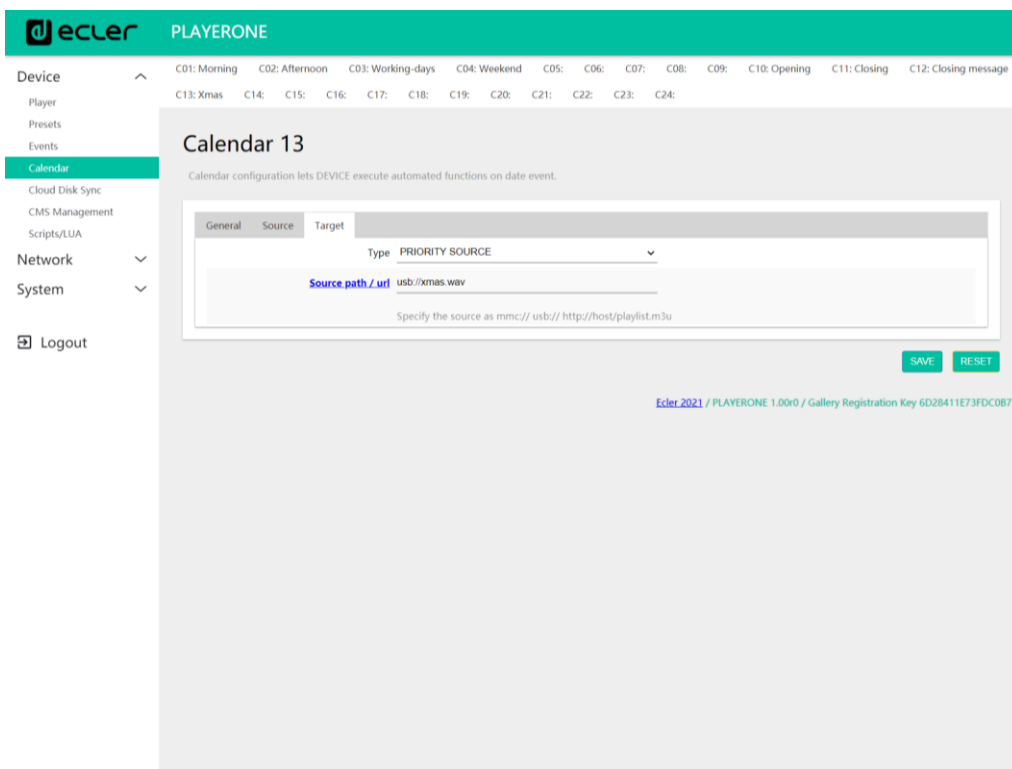 ecler
PLAYERONE
Device
Player
Presets
Events
Calendar
Cloud Disk Sync
CMS Management
Scripts/LUA
Network
System
Logout
C01: Morning C02: Afternoon C03: Working-days C04: Weekend C05: C06: C07: C08: C09: C10: Opening C11: Closing C12: Closing message
C13: Xmas C14: C15: C16: C17: C18: C19: C20: C21: C22: C23: C24:
Calendar 13
Calendar configuration lets DEVICE execute automated functions on date event.
General Source Target
Type PRIORITY SOURCE
Source path / url usb://xmas.wav
Specify the source as mmc:// usb:// http://host/playlist.m3u
SAVE RESET
Ecler 2021 / PLAYERONE 1.00r0 / Gallery Registration Key 6D28411E73FDC0B7